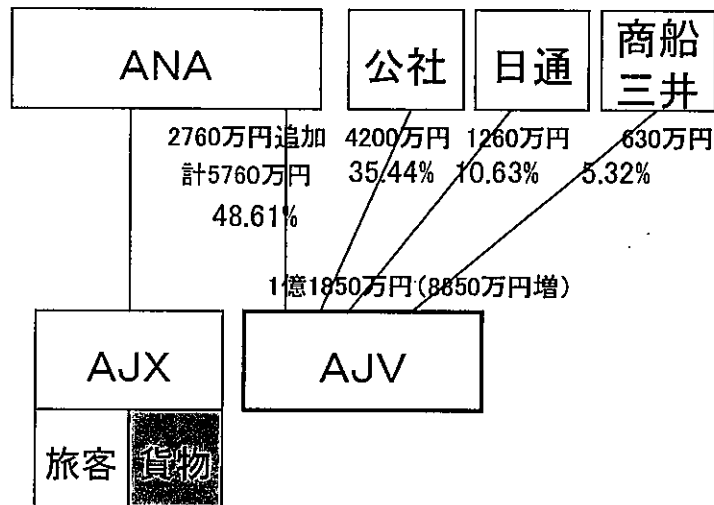 ANA
公社
日通
商船
三井
2760万円追加
計5760万円
48.61%
4200万円
35.44%
1260万円
10.63%
630万円
5.32%
1億1850万円(8850万円増)
AJX
AJV
旅客
貨物